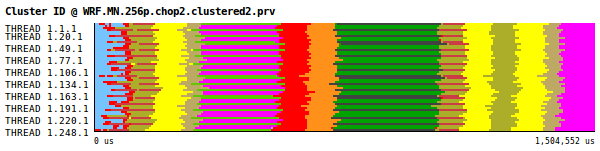 Cluster ID @ WRF.MN.256p.chop2.clustered2.prv
THREAD 1.1.1
THREAD 1.20.1
THREAD 1.49.1
THREAD 1.77.1
THREAD 1.106.1
THREAD 1.134.1
THREAD 1.163.1
THREAD 1.191.1
THREAD 1.220.1
THREAD 1.248.1
0 us
1,504,552 us